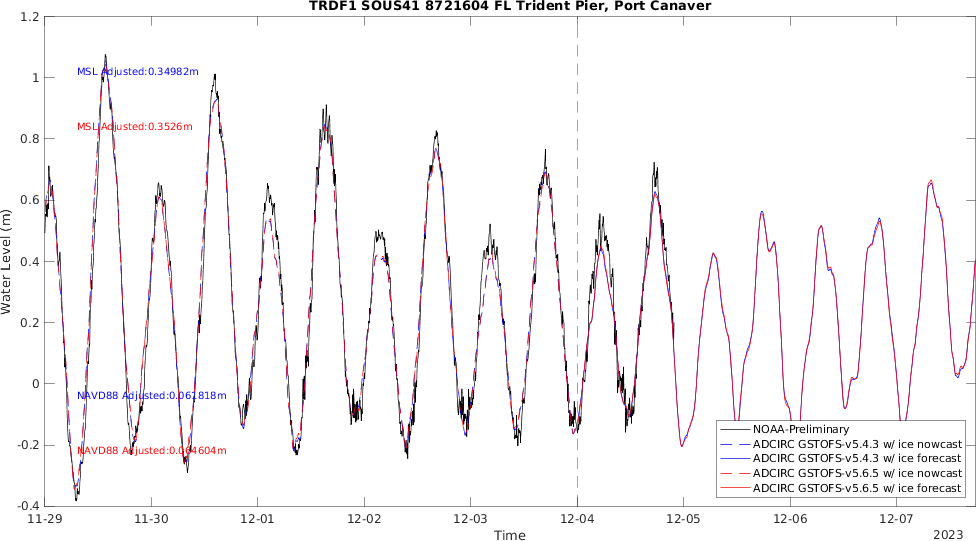 TRDF1 SOUS41 8721604 FL Trident Pier, Port Canaver
1.2
1
0.8
0.6
0.4
0.2
0
-0.2
-0.4
Water Level (m)
MSL Adjusted:0.34982m
MSL Adjusted:0.3526m
NAVD88 Adjusted:0.061818m
NAVD88 Adjusted:0.064604m
NOAA-Preliminary
ADCIRC GSTOFS-v5.4.3 w/ ice nowcast
ADCIRC GSTOFS-v5.4.3 w/ ice forecast
ADCIRC GSTOFS-v5.6.5 w/ ice nowcast
ADCIRC GSTOFS-v5.6.5 w/ ice forecast
11-29 11-30 12-01 12-02 12-03 12-04 12-05 12-06 12-07
Time
2023